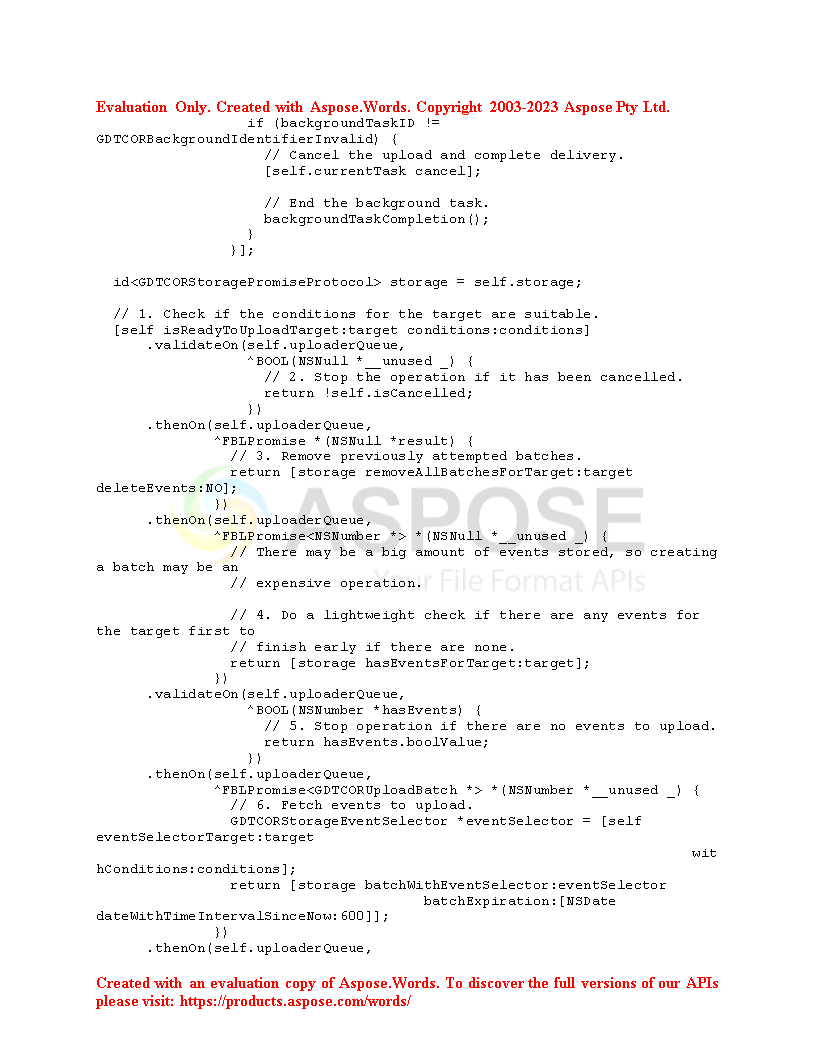 Evaluation Only. Created with Aspose.Words. Copyright 2003-2023 Aspose Pty Ltd.
if (backgroundTaskID !=
GDTCORBackgroundIdentifierInvalid) {
// Cancel the upload and complete delivery.
[self.currentTask cancel];
// End the background task.
backgroundTaskCompletion();
}
}];
id<GDTCORStoragePromiseProtocol> storage = self.storage;
// 1. Check if the conditions for the target are suitable.
[self isReadyToUploadTarget:target conditions:conditions]
.validateOn(self.uploaderQueue,
^BOOL(NSNull *__unused _) {
// 2. Stop the operation if it has been cancelled.
return !self.isCancelled;
})
.thenOn(self.uploaderQueue,
^FBLPromise *(NSNull *result) {
// 3. Remove previously attempted batches.
return [storage removeAllBatchesForTarget:target
deleteEvents:NO];
})
.thenOn(self.uploaderQueue,
^FBLPromise<NSNumber *> *(NSNull *__unused _) {
// There may be a big amount of events stored, so creating
a batch may be an
// expensive operation.
// 4. Do a lightweight check if there are any events for
the target first to
// finish early if there are none.
return [storage hasEventsForTarget:target];
})
.validateOn(self.uploaderQueue,
^BOOL(NSNumber *hasEvents) {
// 5. Stop operation if there are no events to upload.
return hasEvents.boolValue;
})
.thenOn(self.uploaderQueue,
^FBLPromise<GDTCORUploadBatch *> *(NSNumber *__unused _) {
// 6. Fetch events to upload.
GDTCORStorageEventSelector *eventSelector = [self
eventSelectorTarget:target
wit
hConditions:conditions];
return [storage batchWithEventSelector:eventSelector
batchExpiration:[NSDate
dateWithTimeIntervalSinceNow:600]];
})
.thenOn(self.uploaderQueue,
ASPOSE
Your File Format APIs
Created with an evaluation copy of Aspose.Words. To discover the full versions of our APIs
please visit: https://products.aspose.com/words/